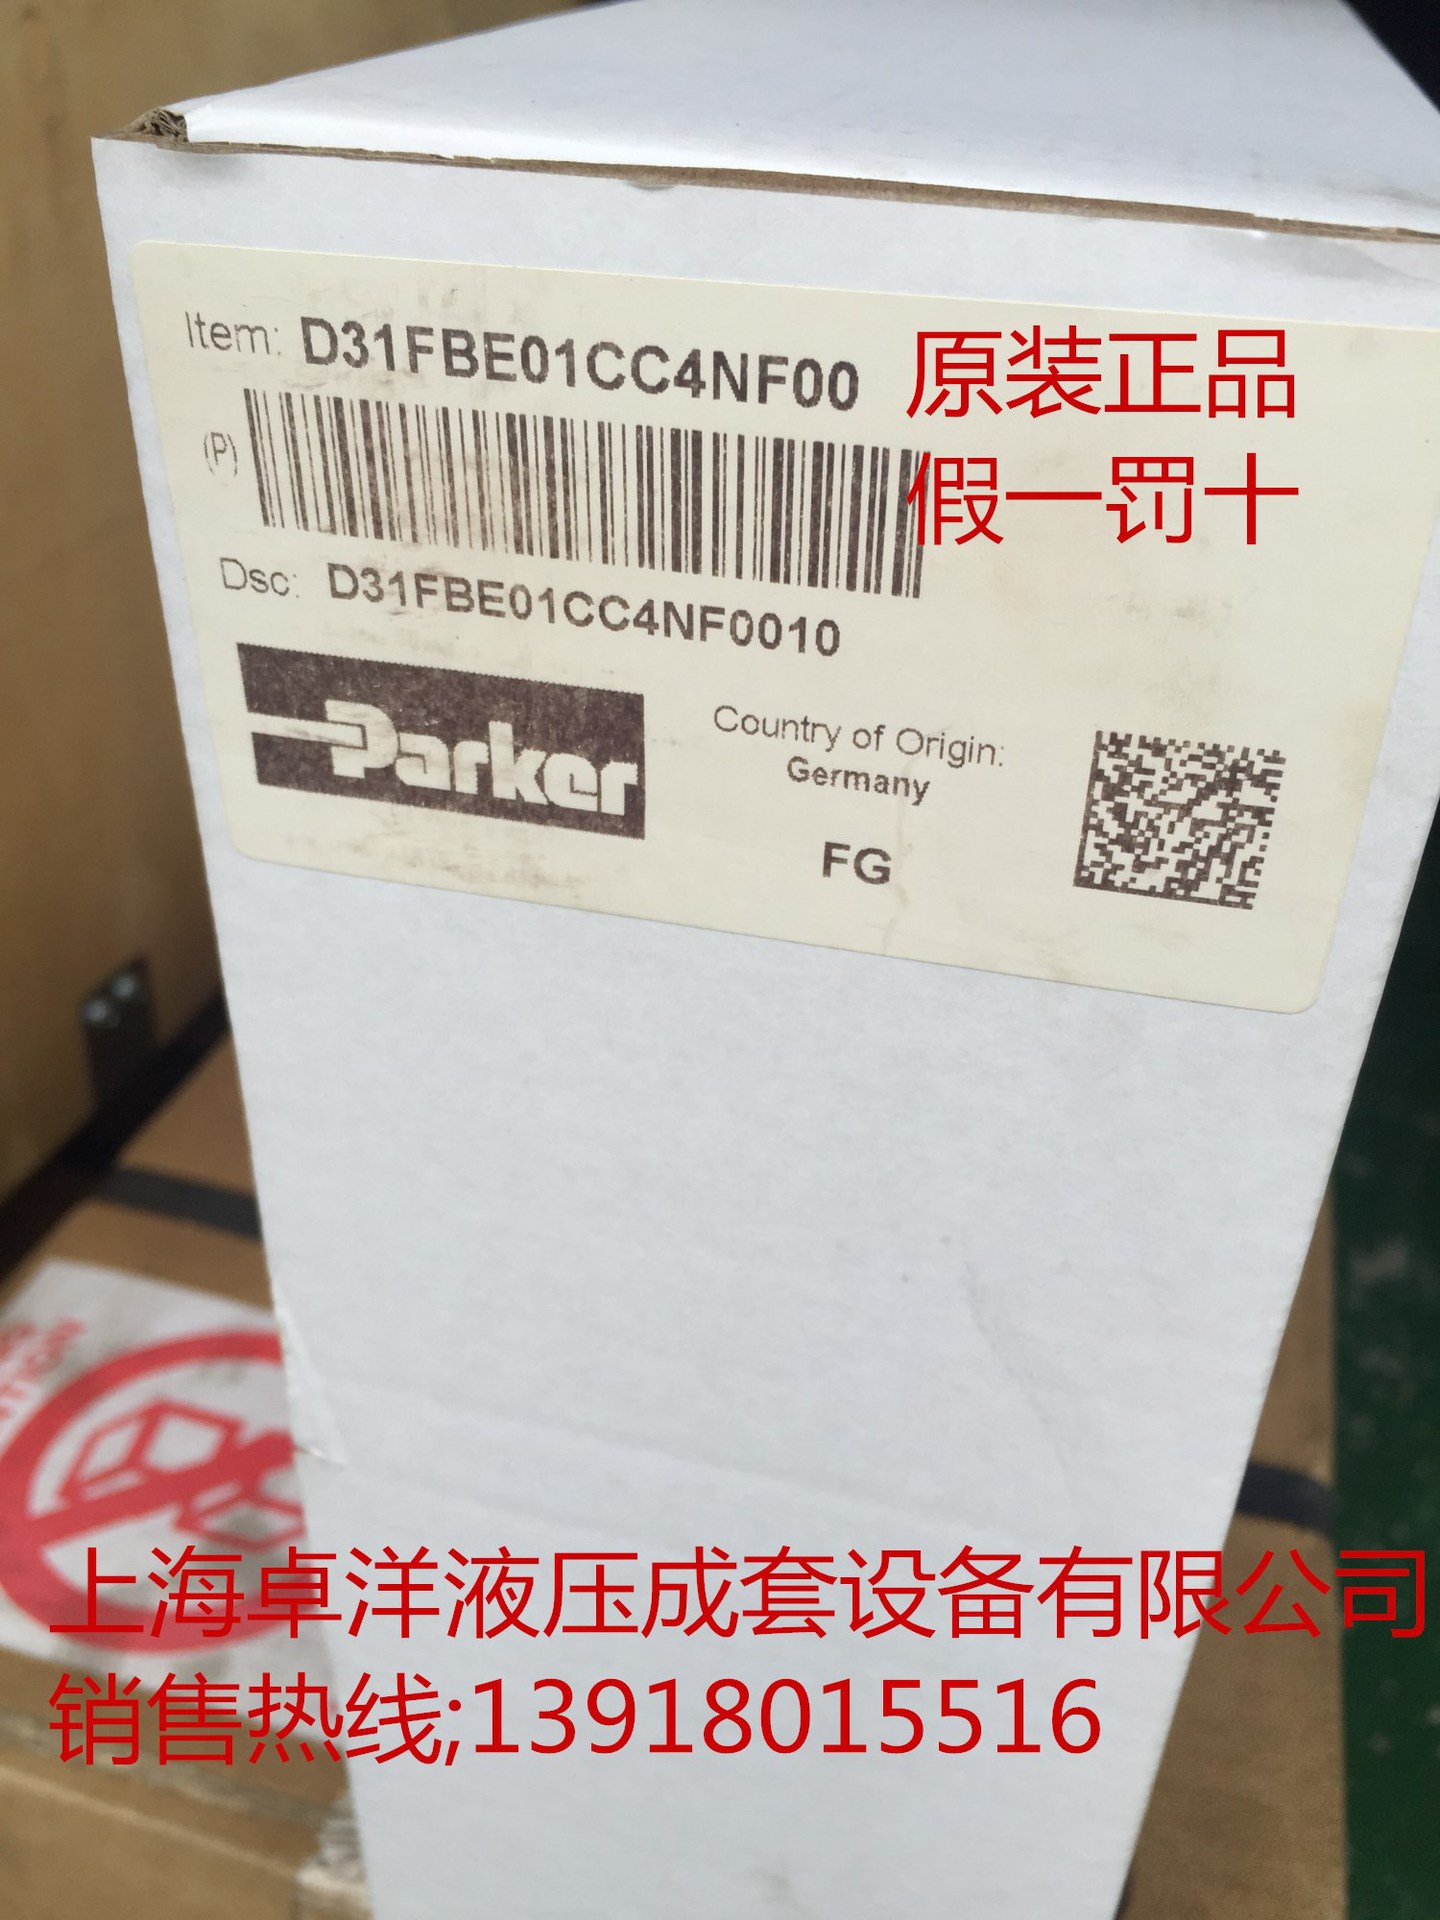 Item: D31FBE01CC4NF00
原装正品
(P)
假一罚十
Dsc: D31FBE01CC4NF0010
Parker
Country of Origin:
Germany
FG
上海卓洋液压成套设备有限公司
销售热线;13918015516